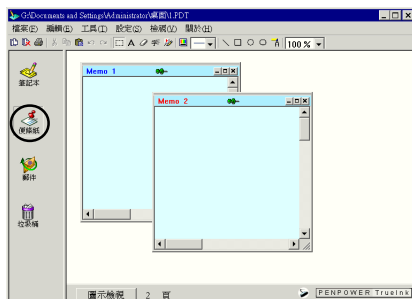 G:\Documents and Settings\Administrator\桌面\1.PDT
檔案(F) 編輯(E) 工具(T) 設定(S) 檢視(V) 關於(H)
100 %
筆記本
便條紙
郵件
垃圾桶
Memo 1
Memo 2
圖示檢視 2 頁
PENPOWER TrueInk